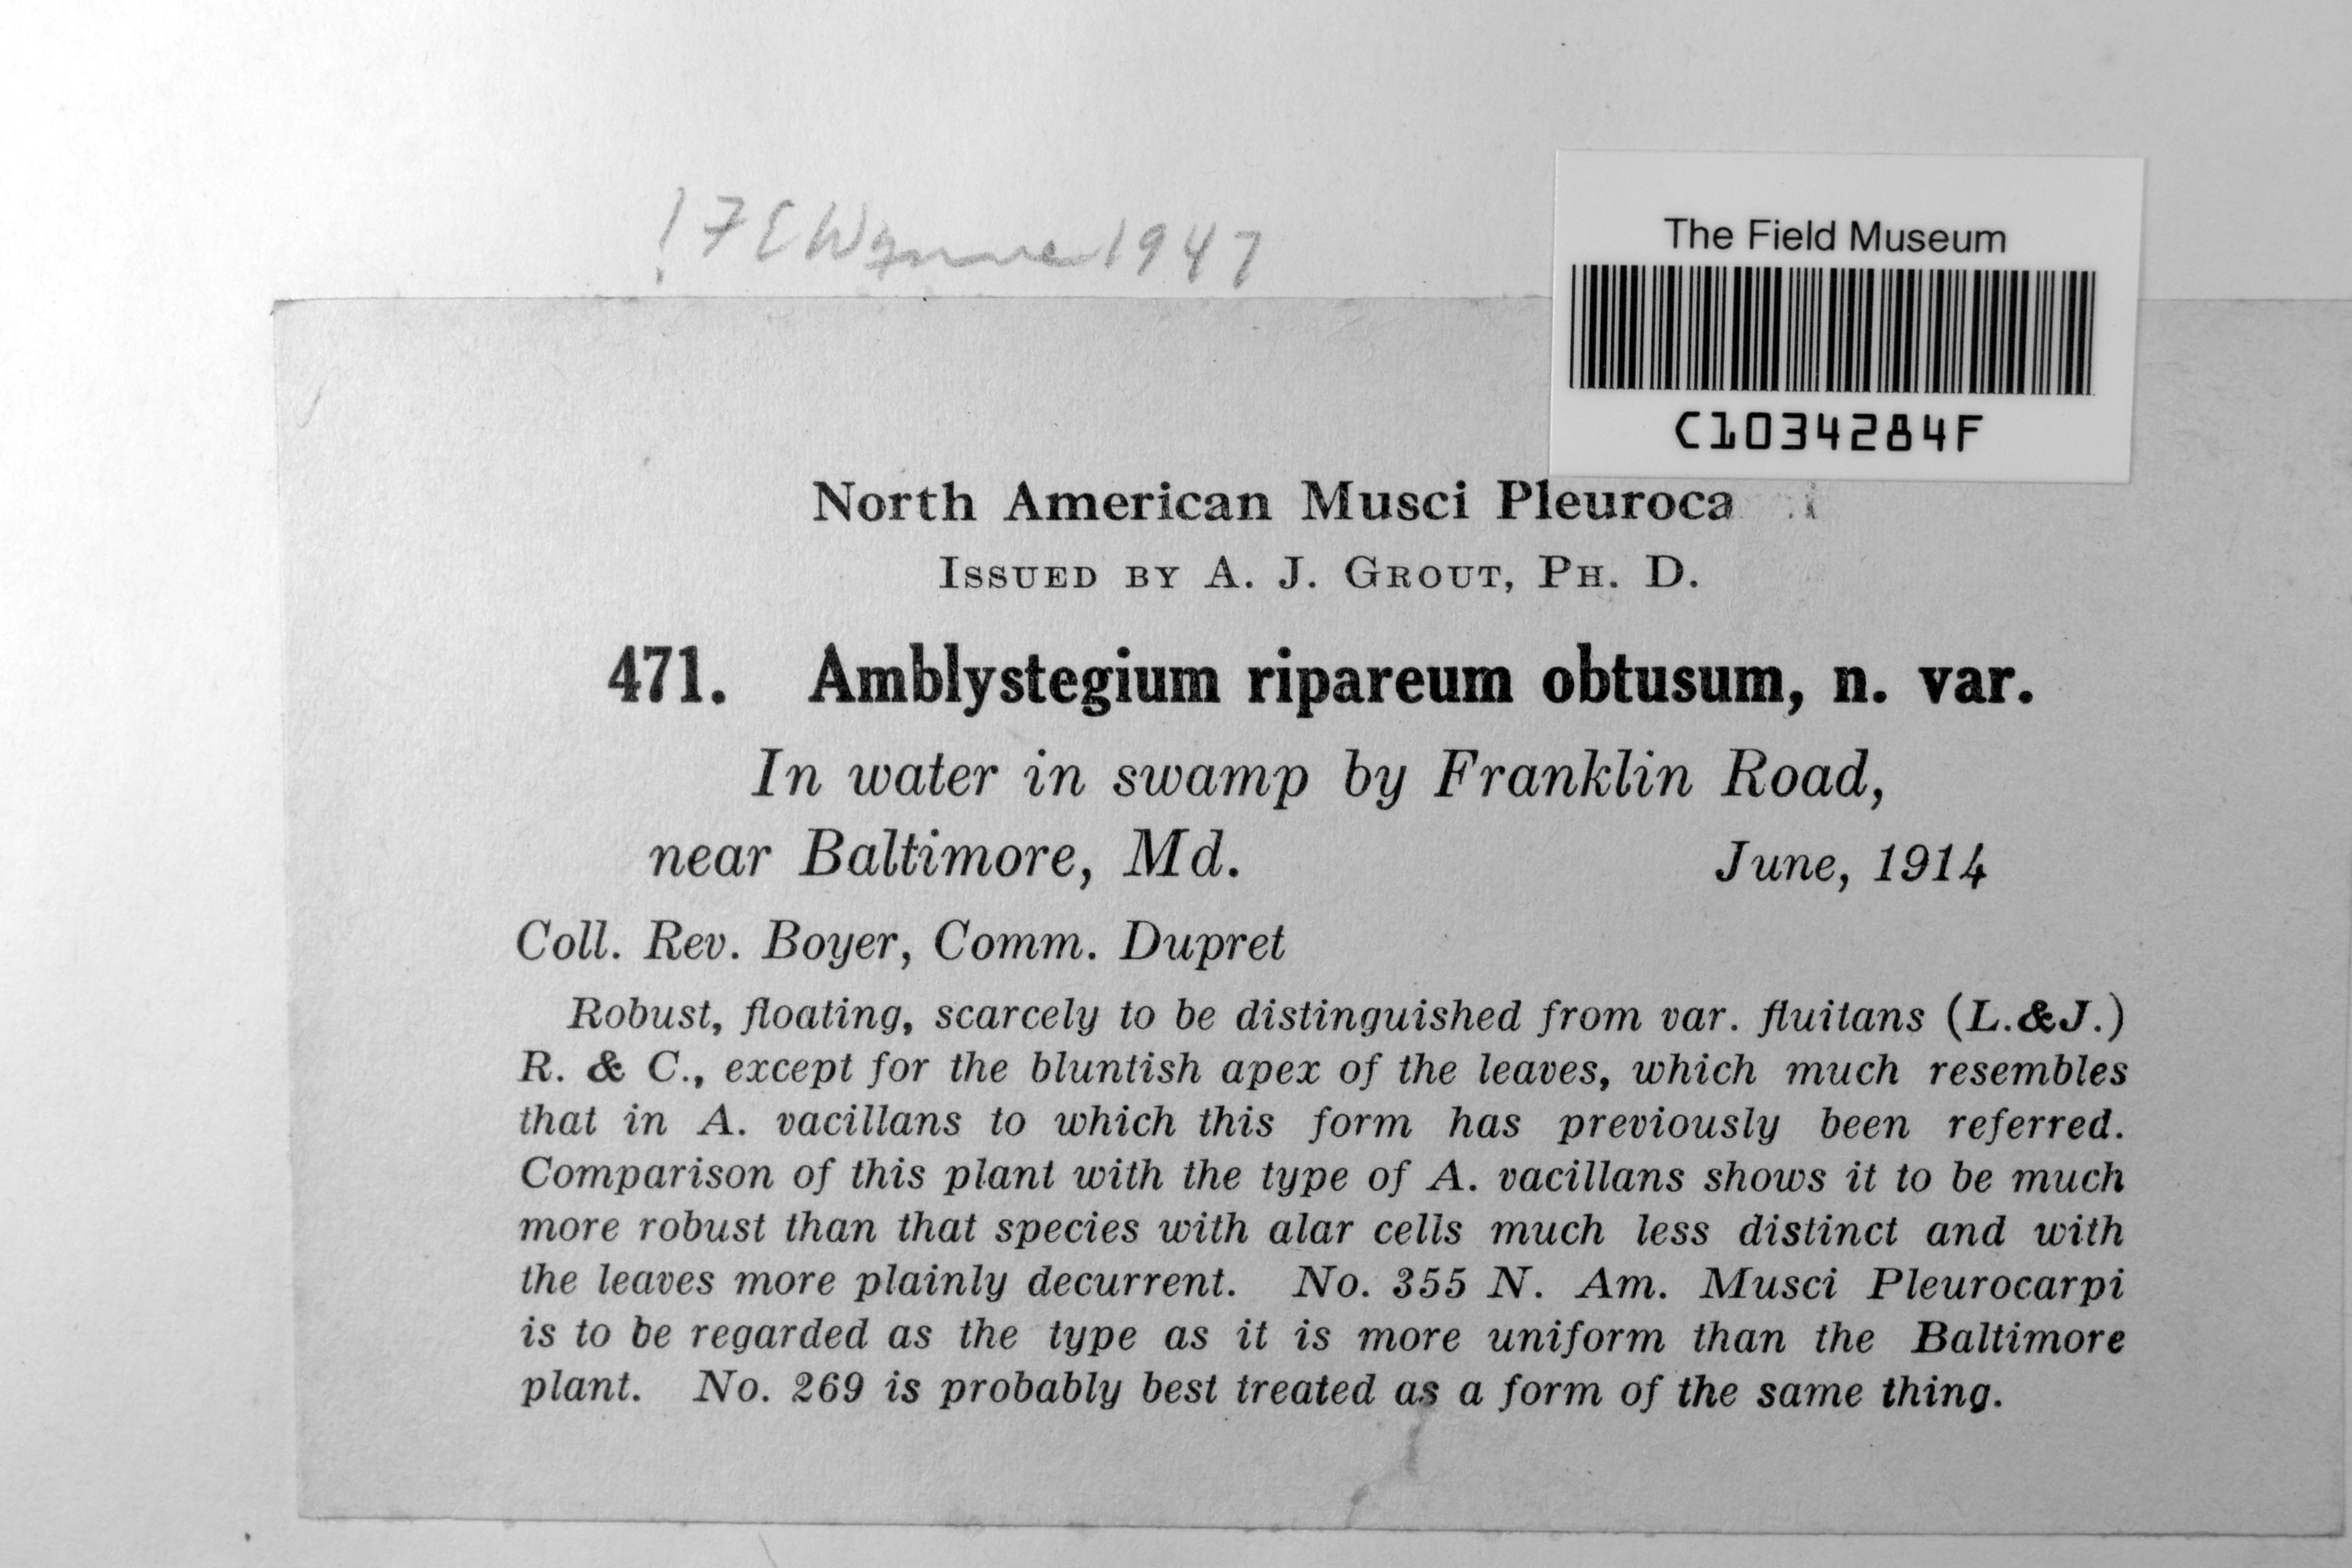 ! F E Wynne 1947
The Field Museum
C1034284F
North American Musci Pleuroca i
Issued by A. J. Grout, Ph. D.
471. Amblystegium ripareum obtusum, n. var.
In water in swamp by Franklin Road,
near Baltimore, Md. June, 1914
Coll. Rev. Boyer, Comm. Dupret
Robust, floating, scarcely to be distinguished from var. fluitans (L.&J.)
R. & C., except for the bluntish apex of the leaves, which much resembles
that in A. vacillans to which this form has previously been referred.
Comparison of this plant with the type of A. vacillans shows it to be much
more robust than that species with alar cells much less distinct and with
the leaves more plainly decurrent. No. 355 N. Am. Musci Pleurocarpi
is to be regarded as the type as it is more uniform than the Baltimore
plant. No. 269 is probably best treated as a form of the same thing.